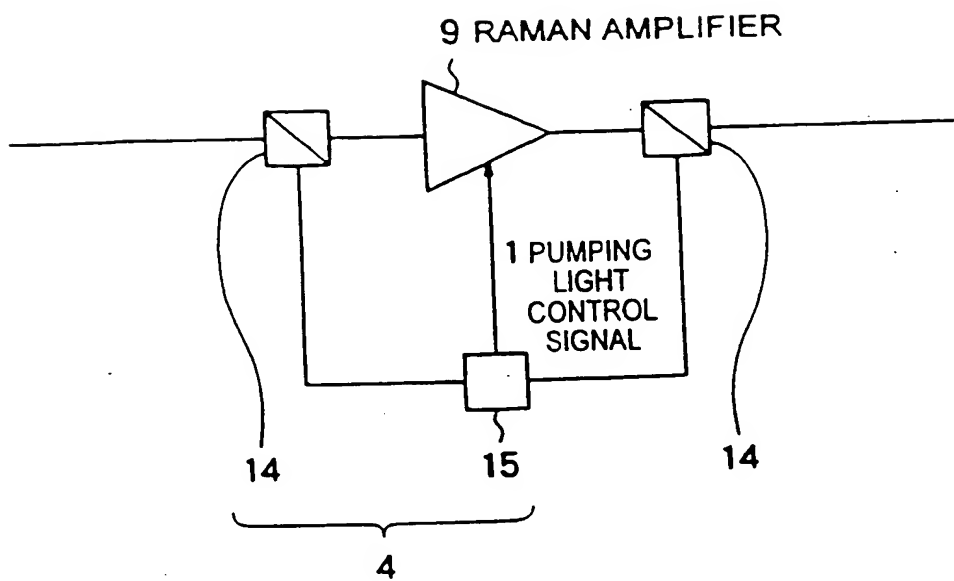 9 RAMAN AMPLIFIER
1 PUMPING
LIGHT
CONTROL
SIGNAL
14
15
14
4